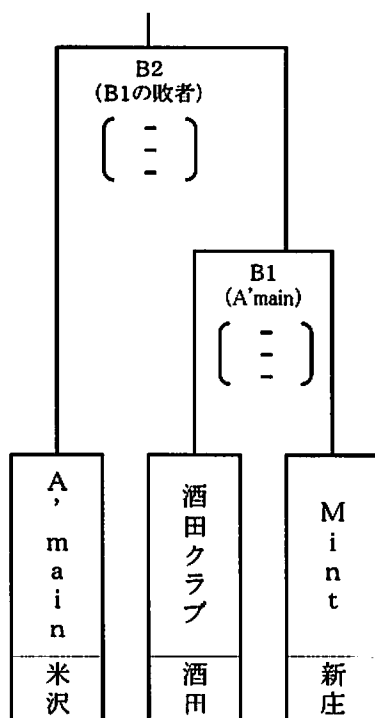 B2
(B1の敗者)
-
-
-
B1
(A'main)
-
-
-
A'main
酒田クラブ
Mint
米沢
酒田
新庄